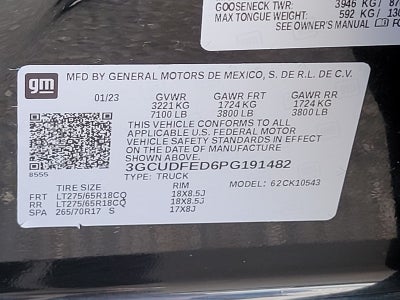 GOOSENECK TWR: 3946 KG/
MAX TONGUE WEIGHT: 592 KG /
SEE OWNER'S MANUAL
gm
MFD BY GENERAL MOTORS DE MEXICO, S. DE R.L. DE C.V.
01/23 GVWR GAWR FRT GAWR RR
3221 KG 1724 KG 1724 KG
7100 LB 3800 LB 3800 LB
THIS VEHICLE CONFORMS TO ALL
APPLICABLE U.S. FEDERAL MOTOR
VEHICLE SAFETY STANDARDS IN EFFECT
ON THE DATE OF MANUFACTURE SHOWN ABOVE.
3GCUDFED6PG191482
8555 TYPE: TRUCK
TIRE SIZE RIM MODEL: 62CK10543
FRT LT275/65R18CQ 18X8.5J
RR LT275/65R18CQ 18X8.5J
SPA 265/70R17 S 17X8J